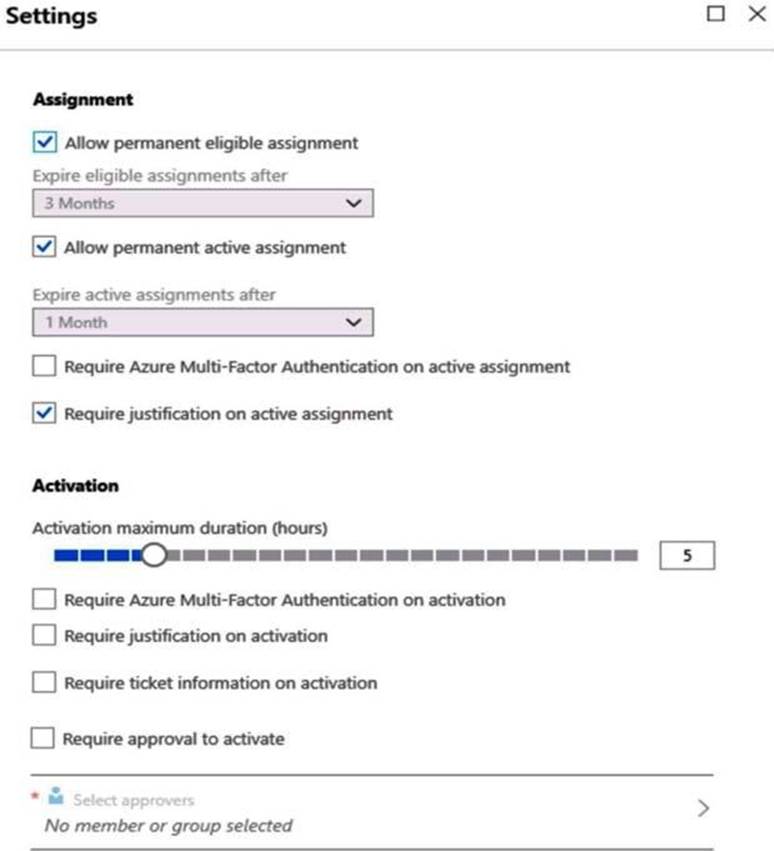 Settings
Assignment
Allow permanent eligible assignment
Expire eligible assignments after
3 Months
Allow permanent active assignment
Expire active assignments after
1 Month
Require Azure Multi-Factor Authentication on active assignment
Require justification on active assignment
Activation
Activation maximum duration (hours)
5
Require Azure Multi-Factor Authentication on activation
Require justification on activation
Require ticket information on activation
Require approval to activate
* Select approvers
No member or group selected